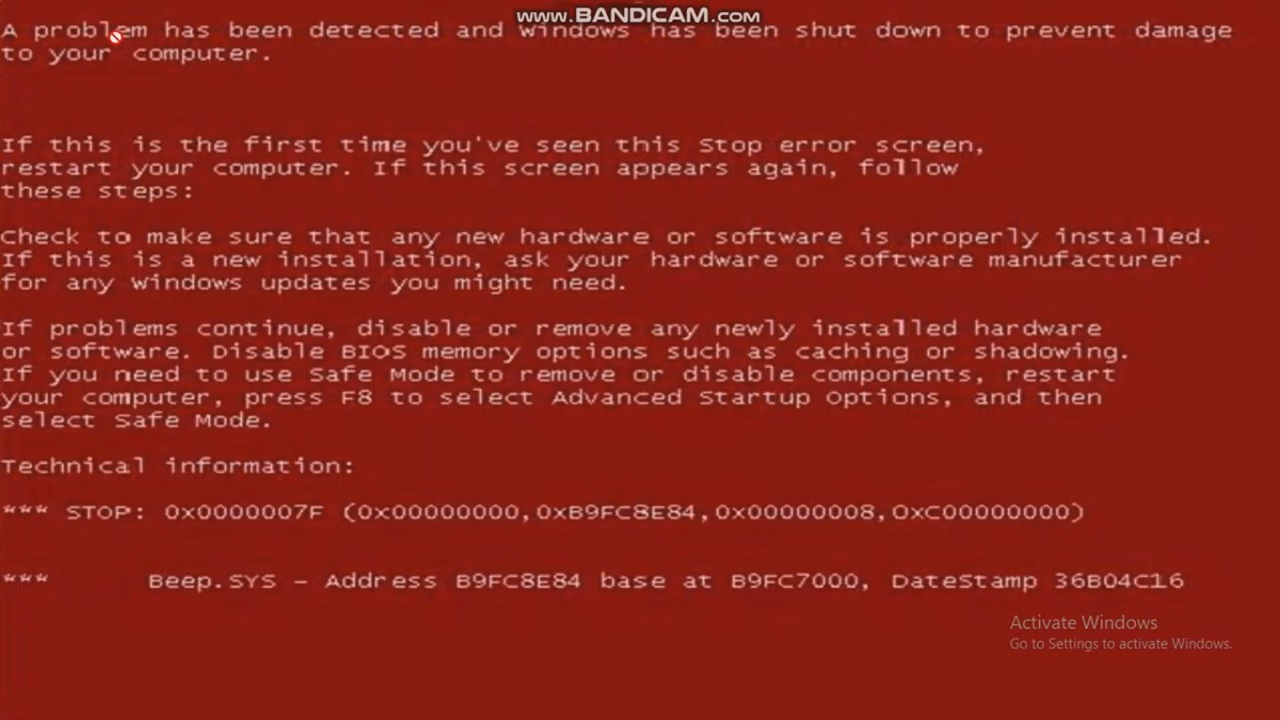 www.BANDICAM.com
A problem has been detected and Windows has been shut down to prevent damage
to your computer.
If this is the first time you've seen this Stop error screen,
restart your computer. If this screen appears again, follow
these steps:
Check to make sure that any new hardware or software is properly installed.
If this is a new installation, ask your hardware or software manufacturer
for any Windows updates you might need.
If problems continue, disable or remove any newly installed hardware
or software. Disable BIOS memory options such as caching or shadowing.
If you need to use Safe Mode to remove or disable components, restart
your computer, press F8 to select Advanced Startup Options, and then
select Safe Mode.
Technical information:
*** STOP: 0x0000007F (0x00000000,0xB9FC8E84,0x00000008,0xC0000000)
*** Beep.SYS – Address B9FC8E84 base at B9FC7000, DateStamp 36B04C16
Activate Windows
Go to Settings to activate Windows.